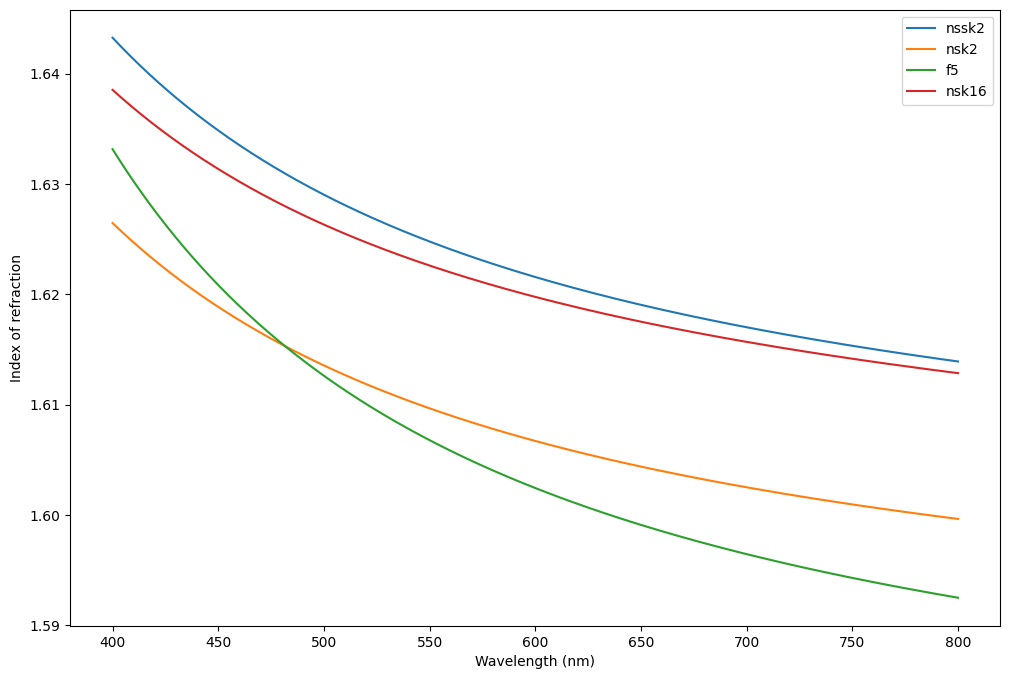 nssk2
nsk2
f5
nsk16
1.64
1.63
1.62
1.61
1.60
1.59
Index of refraction
400 450 500 550 600 650 700 750 800
Wavelength (nm)